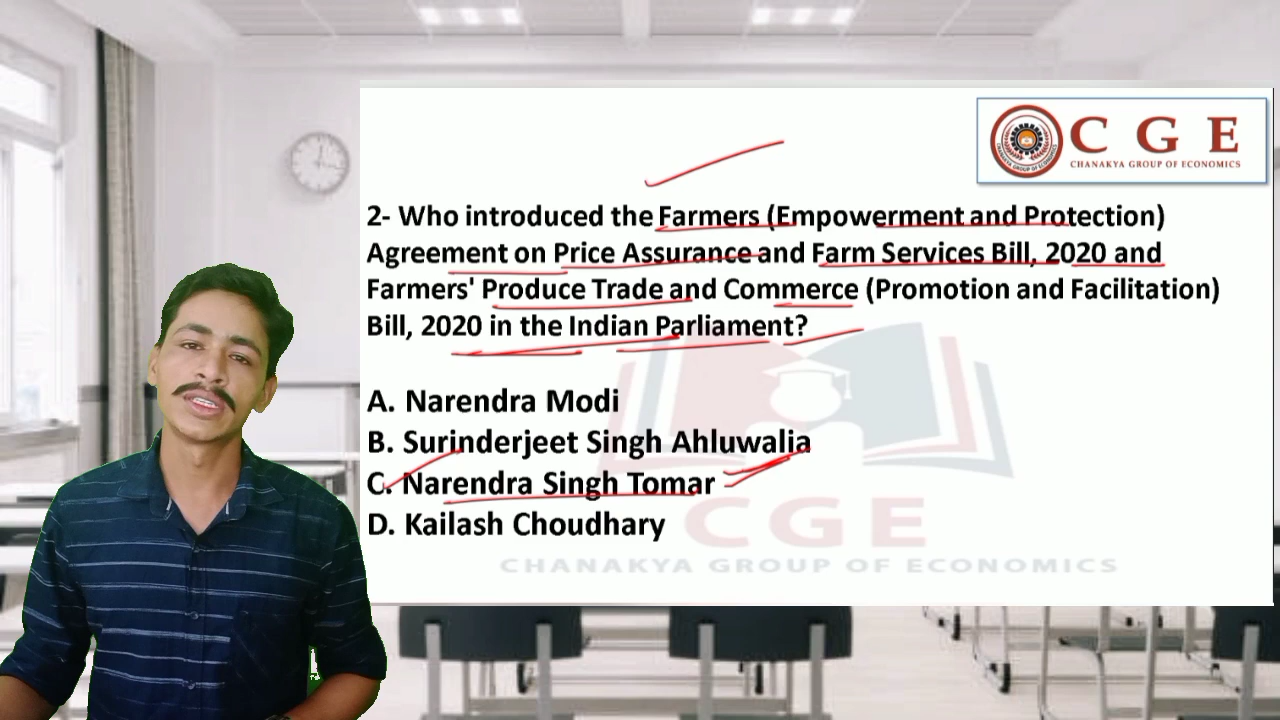 C G E
CHANAKYA GROUP OF ECONOMICS
2- Who introduced the Farmers (Empowerment and Protection)
Agreement on Price Assurance and Farm Services Bill, 2020 and
Farmers' Produce Trade and Commerce (Promotion and Facilitation)
Bill, 2020 in the Indian Parliament?
A. Narendra Modi
B. Surinderjeet Singh Ahluwalia
C. Narendra Singh Tomar
D. Kailash Choudhary
CGE
CHANAKYA GROUP OF ECONOMICS